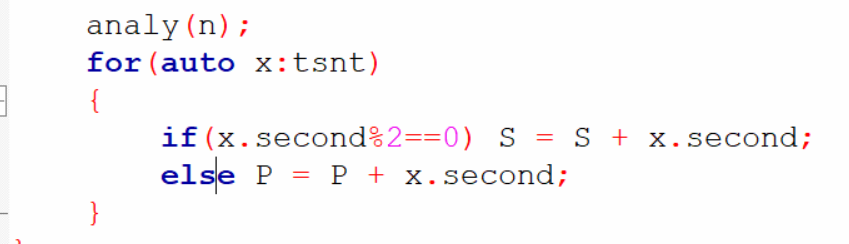 analy(n);
for(auto x:tsnt)
{
if(x.second%2==0) S = S + x.second;
else P = P + x.second;
}